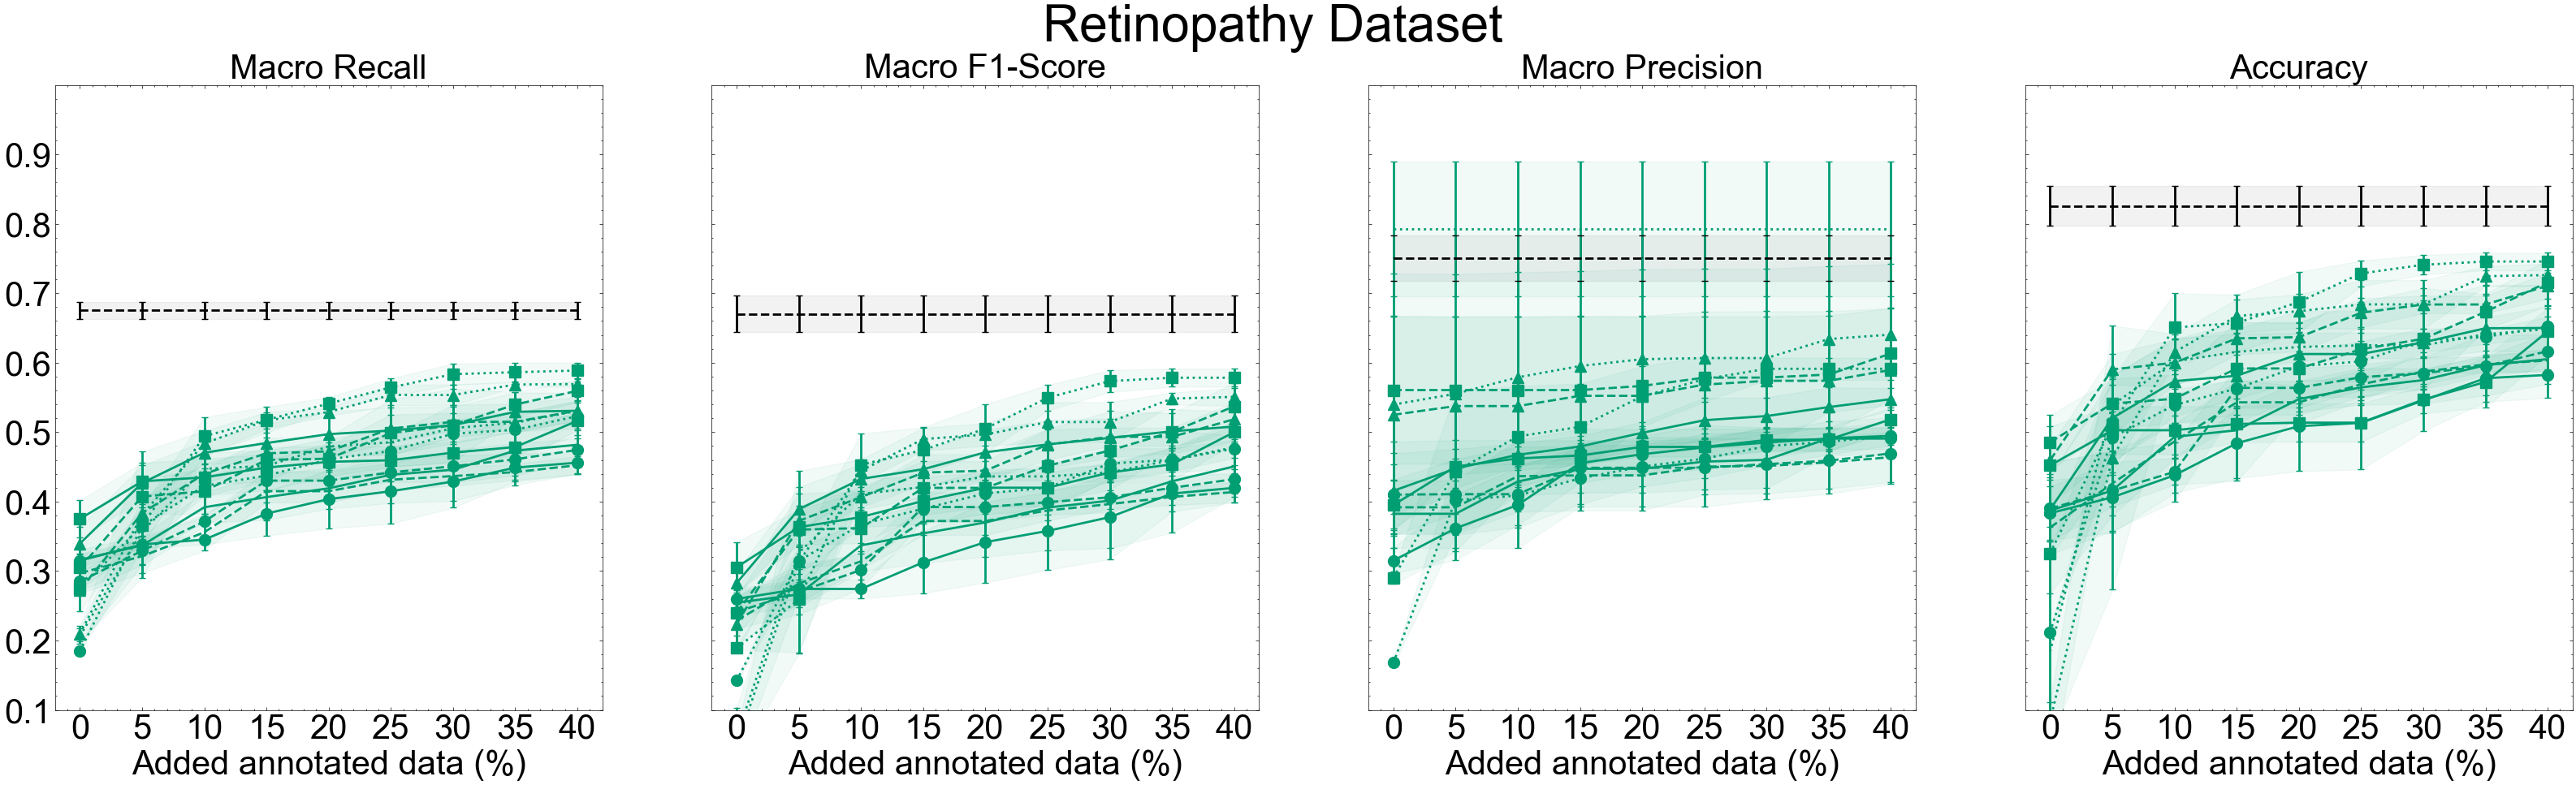 Retinopathy Dataset
Macro Recall
Macro F1-Score
Macro Precision
Accuracy
0.9
0.8
0.7
0.6
0.5
0.4
0.3
0.2
0.1
0 5 10 15 20 25 30 35 40
0 5 10 15 20 25 30 35 40
0 5 10 15 20 25 30 35 40
0 5 10 15 20 25 30 35 40
Added annotated data (%)
Added annotated data (%)
Added annotated data (%)
Added annotated data (%)